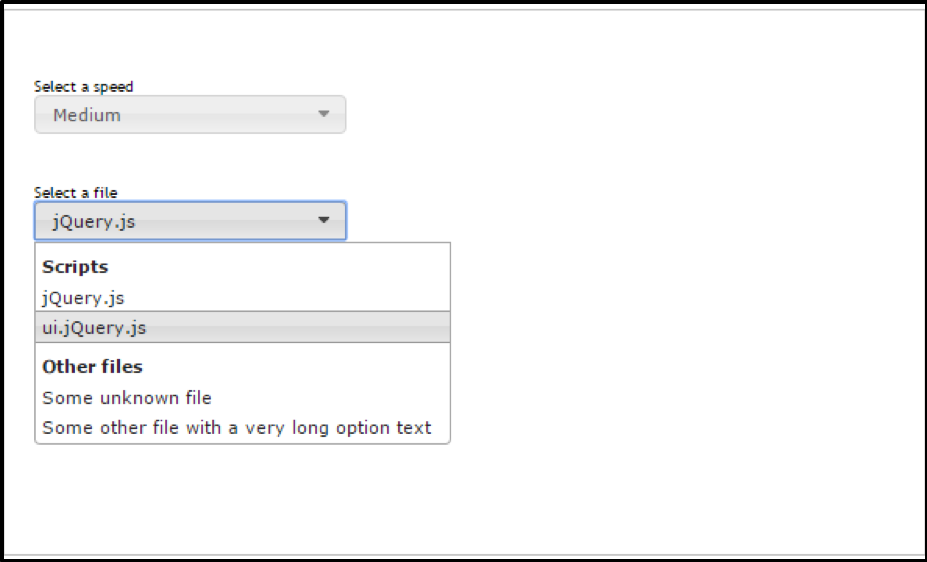 Select a speed
Medium
Select a file
jQuery.js
Scripts
jQuery.js
ui.jQuery.js
Other files
Some unknown file
Some other file with a very long option text